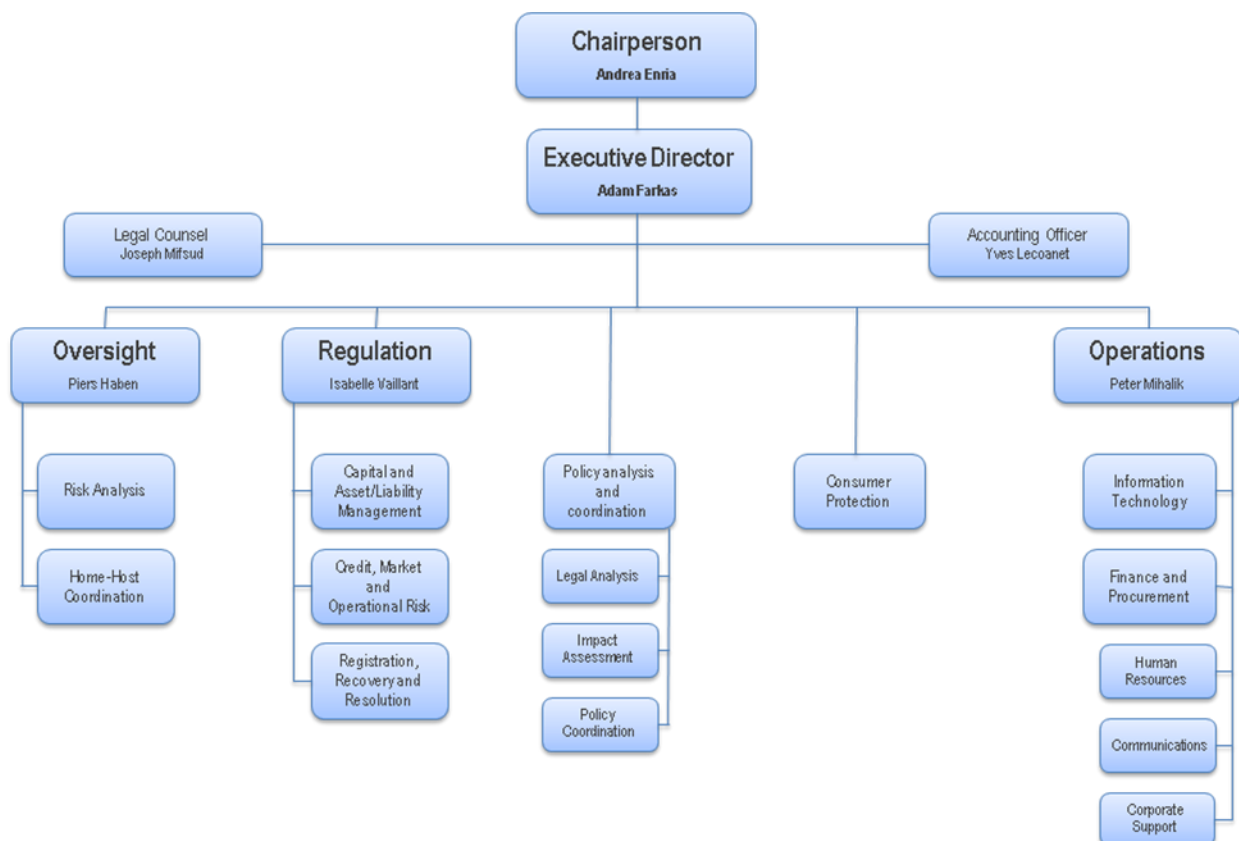 Chairperson
Andrea Enria
Executive Director
Adam Farkas
Legal Counsel
Joseph Mifsud
Accounting Officer
Yves Lecoanet
Oversight
Piers Haben
Regulation
Isabelle Vaillant
Operations
Peter Mihalik
Risk Analysis
Home-Host
Coordination
Capital and
Asset/Liability
Management
Credit, Market
and
Operational Risk
Registration,
Recovery and
Resolution
Policy analysis
and
coordination
Legal Analysis
Impact
Assessment
Policy
Coordination
Consumer
Protection
Information
Technology
Finance and
Procurement
Human
Resources
Communications
Corporate
Support